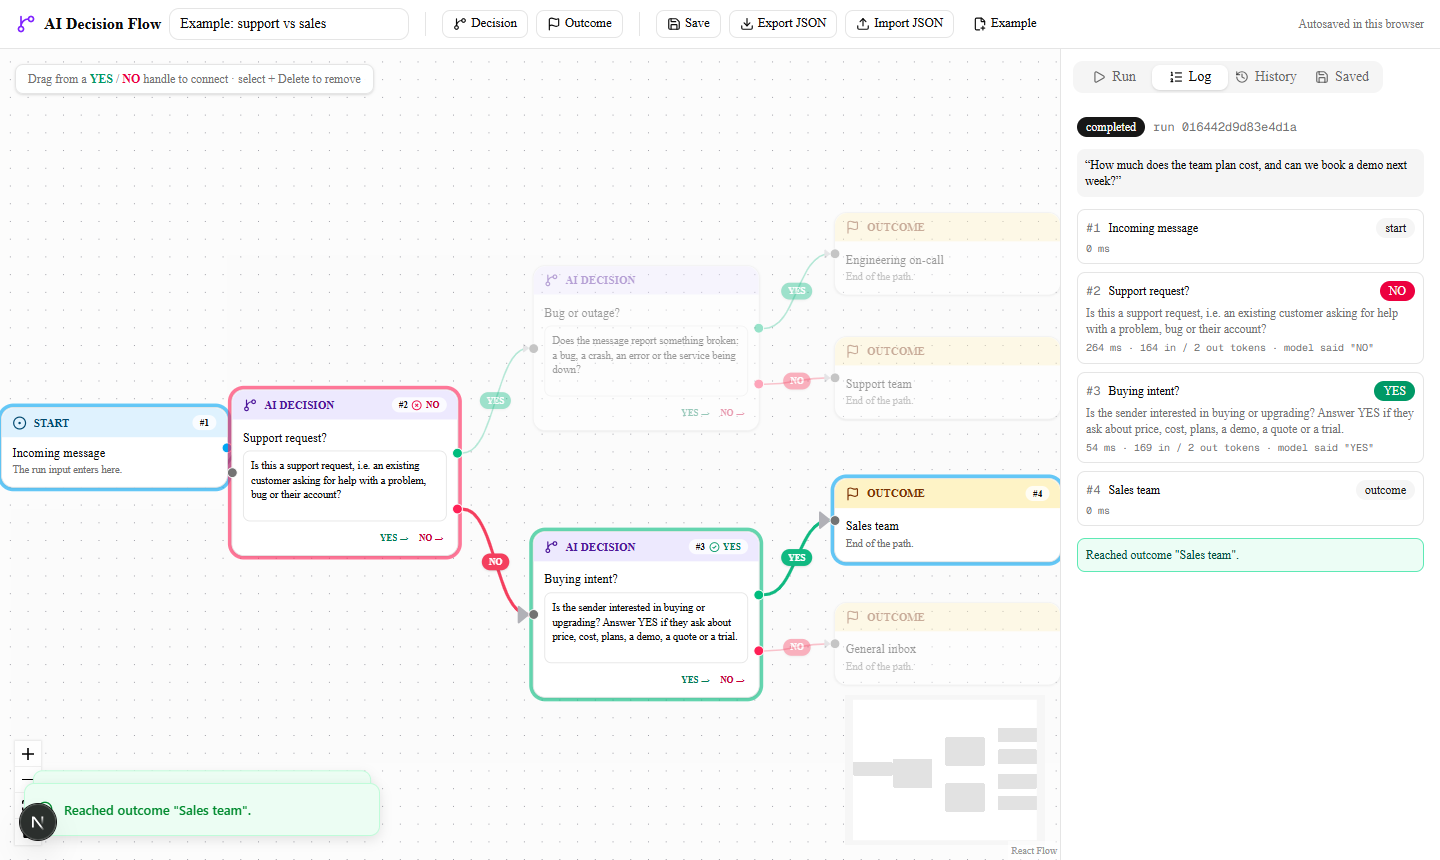 AI Decision Flow
Example: support vs sales
Decision
Outcome
Save
Export JSON
Import JSON
Example
Autosaved in this browser
Drag from a YES / NO handle to connect · select + Delete to remove
START
#1
Incoming message
The run input enters here.
AI DECISION
#2 NO
Support request?
Is this a support request, i.e. an existing
customer asking for help with a problem,
bug or their account?
YES → NO →
YES
NO
AI DECISION
Bug or outage?
Does the message report something broken:
a bug, a crash, an error or the service being
down?
YES → NO →
YES
NO
AI DECISION
#3 YES
Buying intent?
Is the sender interested in buying or
upgrading? Answer YES if they ask about
price, cost, plans, a demo, a quote or a trial.
YES → NO →
YES
NO
OUTCOME
Engineering on-call
End of the path.
OUTCOME
Support team
End of the path.
OUTCOME
#4
Sales team
End of the path.
OUTCOME
General inbox
End of the path.
Reached outcome "Sales team".
N
React Flow
Run
Log
History
Saved
completed
run 016442d9d83e4d1a
“How much does the team plan cost, and can we book a demo next
week?”
#1 Incoming message
start
0 ms
#2 Support request?
NO
Is this a support request, i.e. an existing customer asking for help
with a problem, bug or their account?
264 ms · 164 in / 2 out tokens · model said "NO"
#3 Buying intent?
YES
Is the sender interested in buying or upgrading? Answer YES if they
ask about price, cost, plans, a demo, a quote or a trial.
54 ms · 169 in / 2 out tokens · model said "YES"
#4 Sales team
outcome
0 ms
Reached outcome "Sales team".